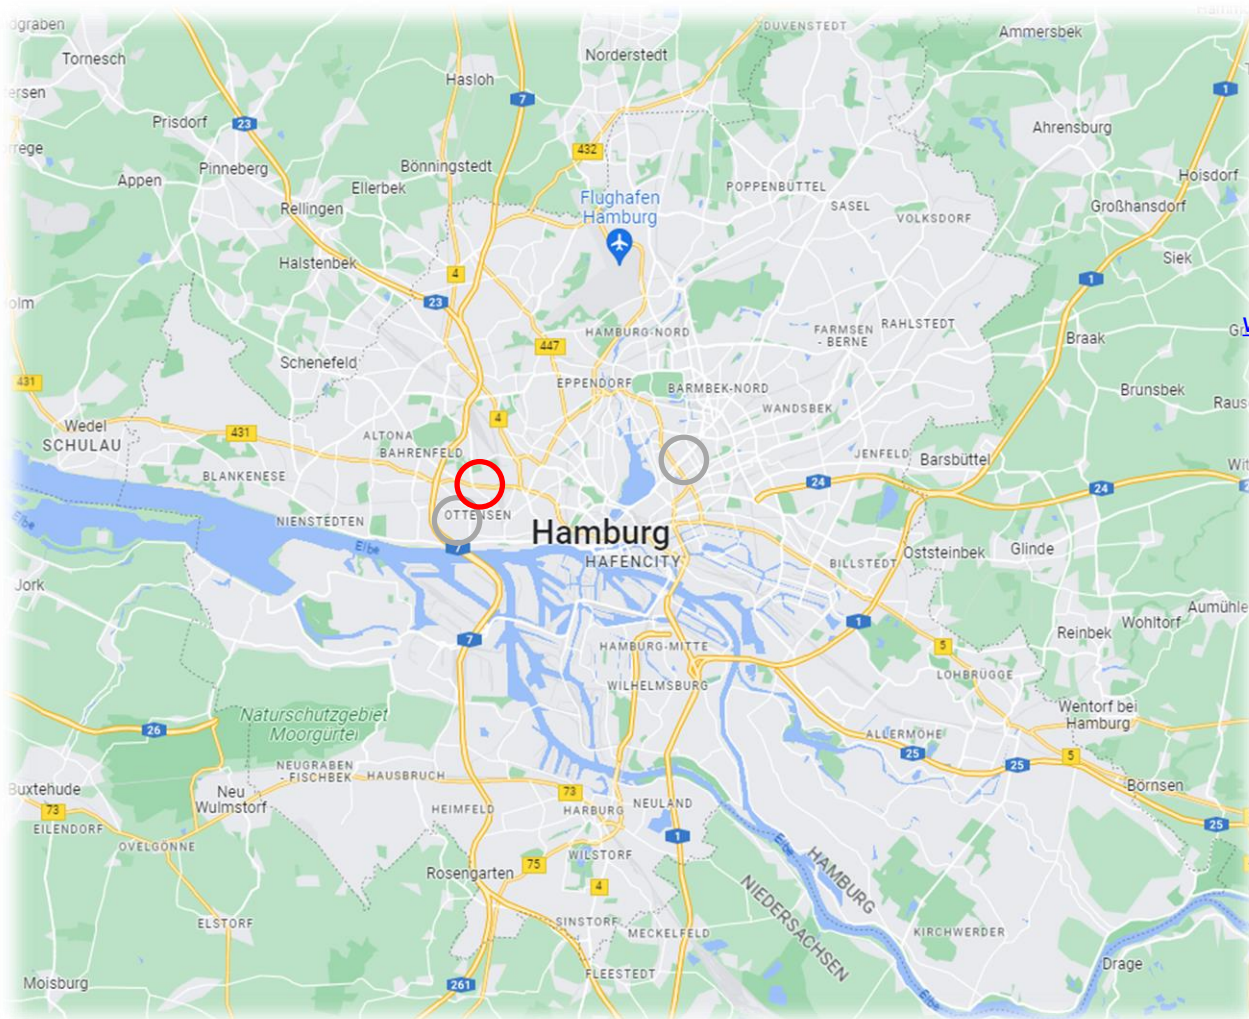 DUVENSTEDT
Ammersbek
Tornesch
Norderstedt
Hasloh
7
1
Prisdorf
23
Ahrensburg
432
Pinneberg
Bönningstedt
Appen
Ellerbek
Hoisdorf
POPPENBÜTTEL
Flughafen
Hamburg
SASEL
Großhansdorf
Rellingen
VOLKSDORF
Halstenbek
Siek
4
1
23
HAMBURG-NORD
FARMSEN
- BERNE
RAHLSTEDT
Braak
447
Schenefeld
431
EPPENDORF
BARMBEK-NORD
Brunsbek
WANDSBEK
4
Wedel
SCHULAU
431
ALTONA
BAHRENFELD
JENFELD
Barsbüttel
BLANKENESE
24
24
OTTENSEN
NIENSTEDTEN
Elbe
Elbe
7
Hamburg
HAFENCITY
BILLSTEDT
Oststeinbek
Glinde
Jork
Aumühle
1
Wohltorf
Reinbek
7
HAMBURG-MITTE
5
LOHBRÜGGE
WILHELMSBURG
Naturschutzgebiet
Moorgürtel
Wentorf bei
Hamburg
26
ALLERMÖHE
25
25
5
NEUGRABEN
- FISCHBEK
HAUSBRUCH
Buxtehude
Neu
Wulmstorf
73
Börnsen
73
HEIMFELD
HARBURG
NEULAND
EILENDORF
25
1
OVELGÖNNE
WILSTORF
Elbe
75
Rosengarten
4
HAMBURG
NIEDERSACHSEN
ELSTORF
SINSTORF
MECKELFELD
KIRCHWERDER
Drage
FLEESTEDT
Moisburg
261
Elbe